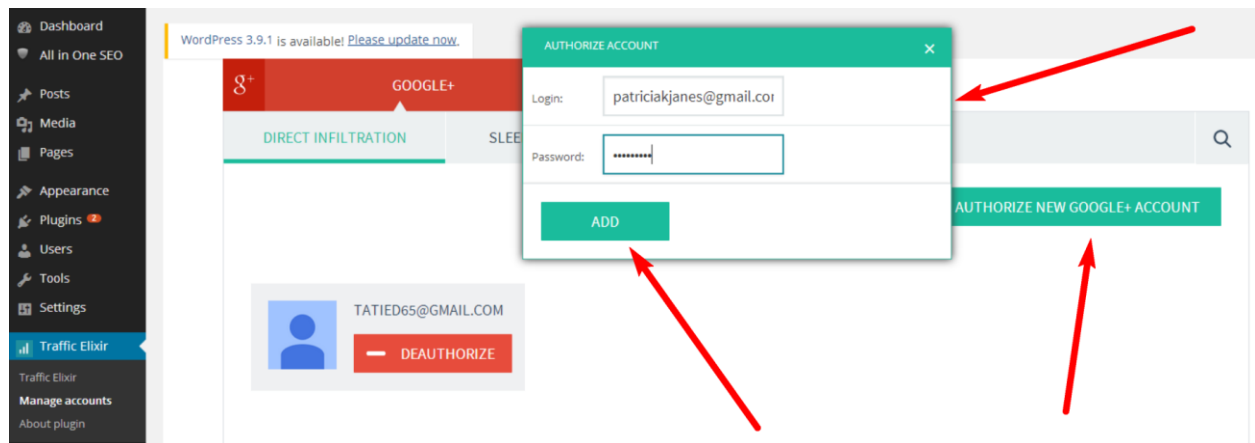 Dashboard
All in One SEO
Posts
Media
Pages
Appearance
Plugins 2
Users
Tools
Settings
Traffic Elixir
Traffic Elixir
Manage accounts
About plugin
WordPress 3.9.1 is available! Please update now.
g+ GOOGLE+
DIRECT INFILTRATION SLEE
AUTHORIZE ACCOUNT ×
Login: patriciakjanes@gmail.cor
Password: •••••••••
ADD
AUTHORIZE NEW GOOGLE+ ACCOUNT
TATIED65@GMAIL.COM
DEAUTHORIZE